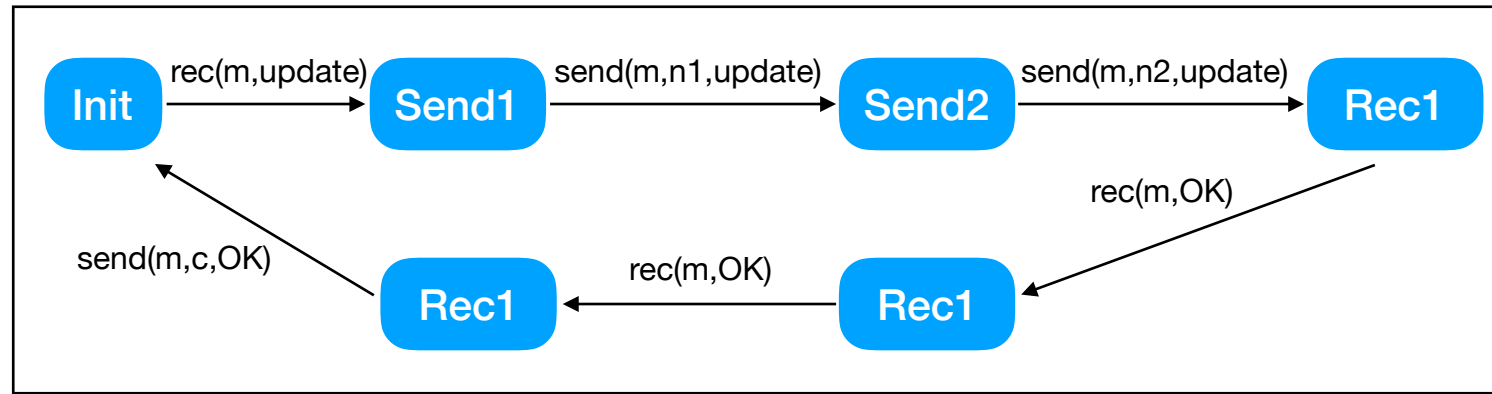 rec(m,update)
send(m,n1,update)
send(m,n2,update)
Init
Send1
Send2
Rec1
rec(m,OK)
send(m,c,OK)
rec(m,OK)
Rec1
Rec1